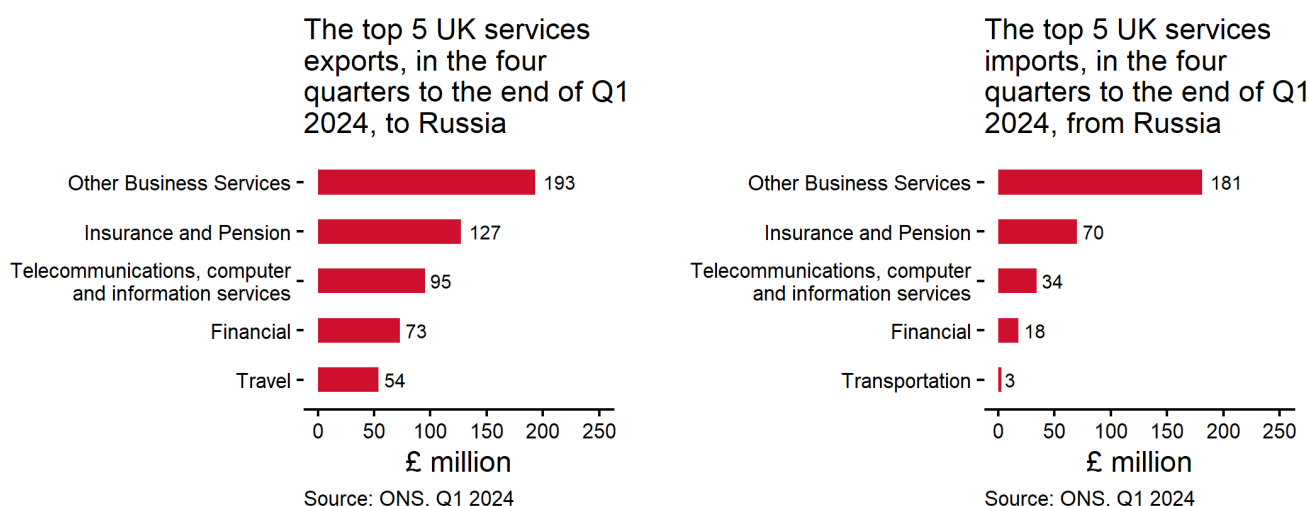 The top 5 UK services
exports, in the four
quarters to the end of Q1
2024, to Russia
Other Business Services
193
Insurance and Pension
127
Telecommunications, computer
and information services
95
Financial
73
Travel
54
0 50 100 150 200 250
£ million
Source: ONS. Q1 2024
The top 5 UK services
imports, in the four
quarters to the end of Q1
2024, from Russia
Other Business Services
181
Insurance and Pension
70
Telecommunications, computer
and information services
34
Financial
18
Transportation
3
0 50 100 150 200 250
£ million
Source: ONS. Q1 2024